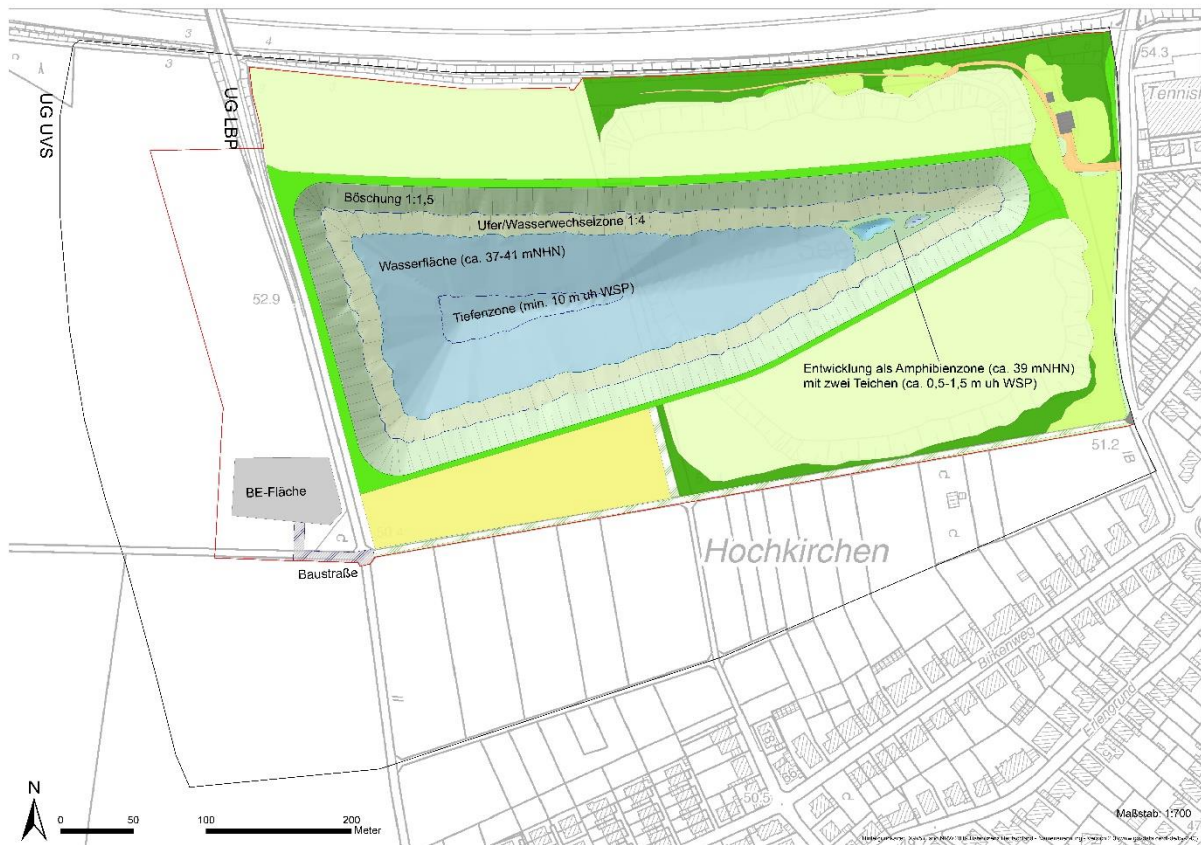 3
4
3
54.3
Tennis
UG LBP
UG UVS
Böschung 1:1,5
Ufer/Wasserwechselzone 1:4
Wasserfläche (ca. 37-41 mNHN)
52.9
Tiefenzone (min. 10 m uh WSP)
Entwicklung als Amphibienzone (ca. 39 mNHN)
mit zwei Teichen (ca. 0,5-1,5 m uh WSP)
51.2
BE-Fläche
Hochkirchen
Baustraße
Birkenweg
Erlengrund
50.5
N
0 50 100 200
Meter
Maßstab: 1:700